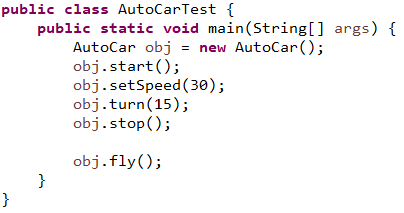 public class AutoCarTest {
    public static void main(String[] args) {
        AutoCar obj = new AutoCar();
        obj.start();
        obj.setSpeed(30);
        obj.turn(15);
        obj.stop();

        obj.fly();
    }
}